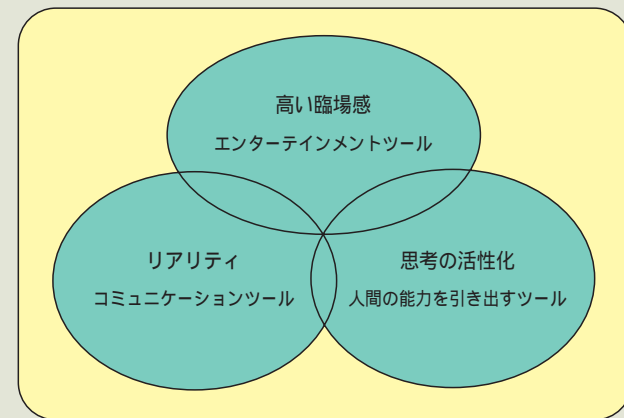 高い臨場感
エンターテインメントツール
リアリティ
コミュニケーションツール
思考の活性化
人間の能力を引き出すツール